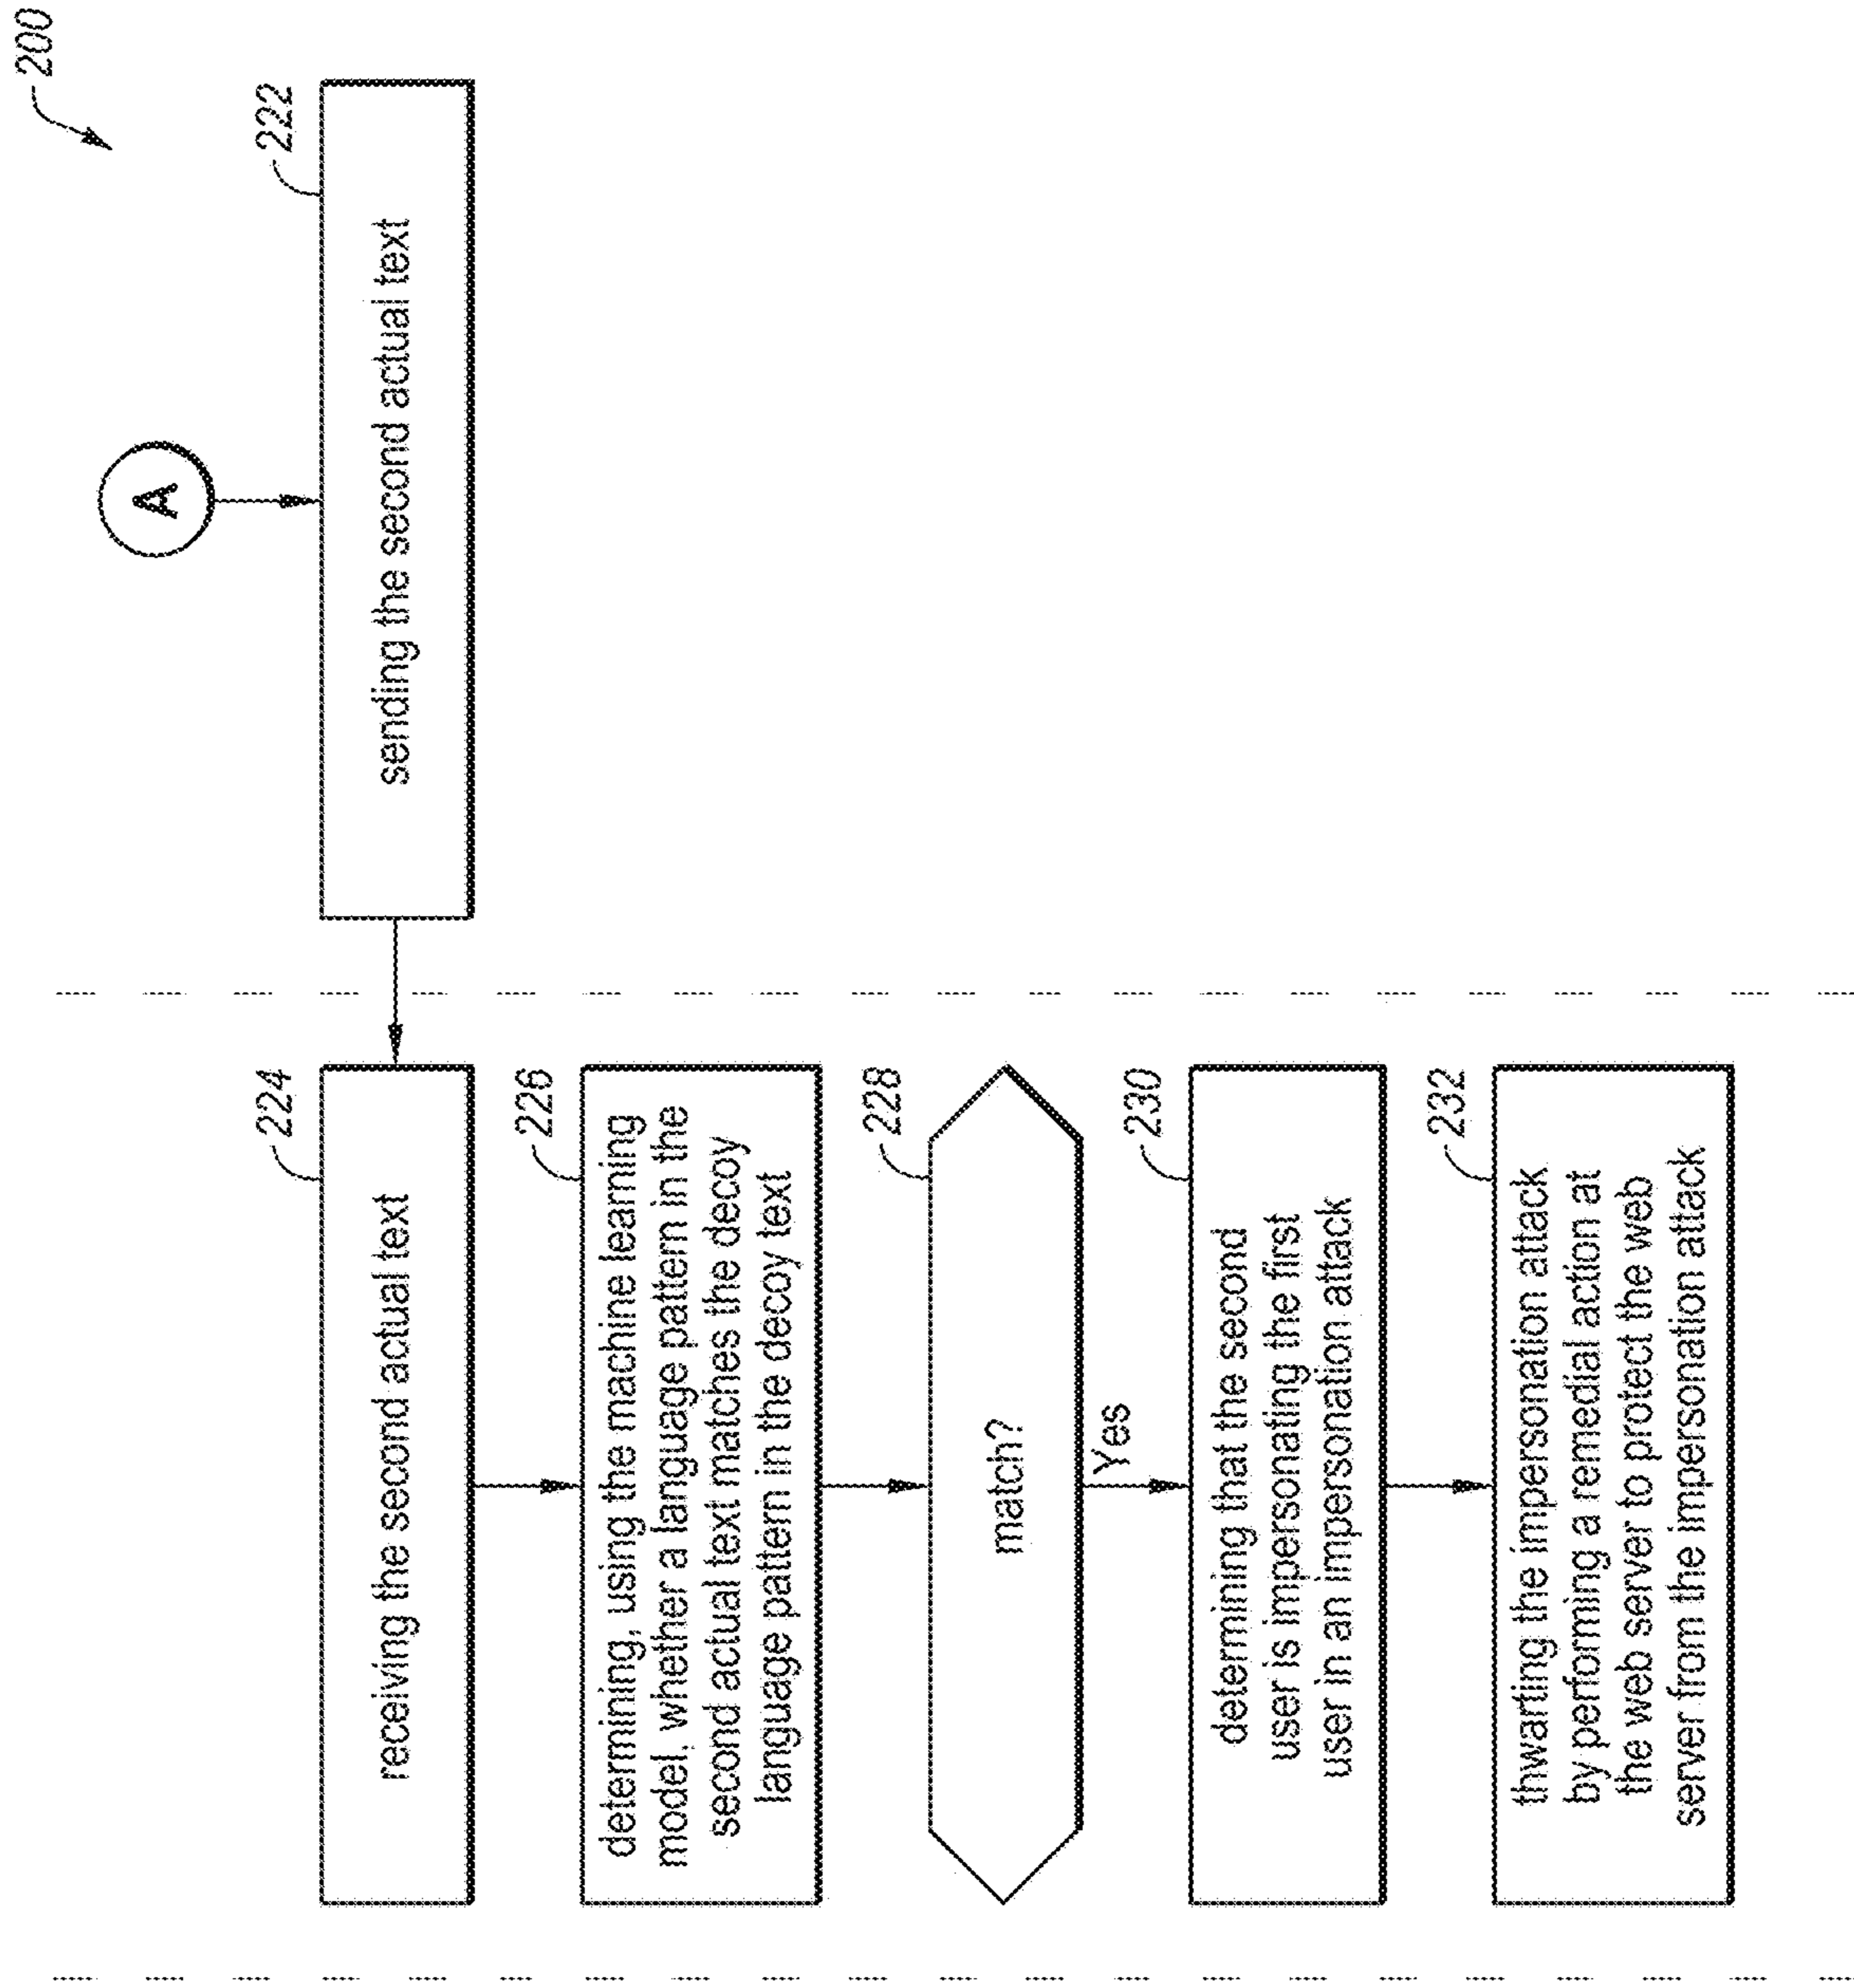 200
A
222
sending the second actual text
224
receiving the second actual text
226
determining, using the machine learning
model, whether a language pattern in the
second actual text matches the decoy
language pattern in the decoy text
228
match?
Yes
230
determining that the second
user is impersonating the first
user in an impersonation attack
232
thwarting the impersonation attack
by performing a remedial action at
the web server to protect the web
server from the impersonation attack